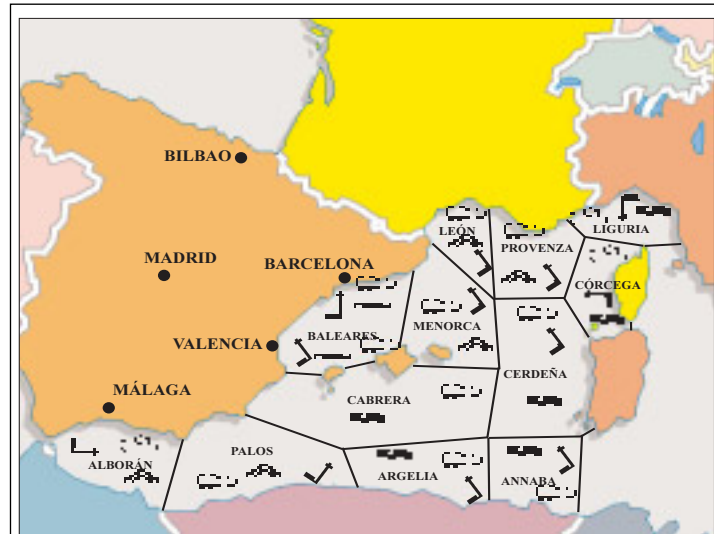 BILBAO
LEÓN
LIGURIA
PROVENZA
MADRID
BARCELONA
CÓRCEGA
MENORCA
BALEARES
VALENCIA
CERDEÑA
CABRERA
MÁLAGA
PALOS
ALBORÁN
ARGELIA
ANNABA